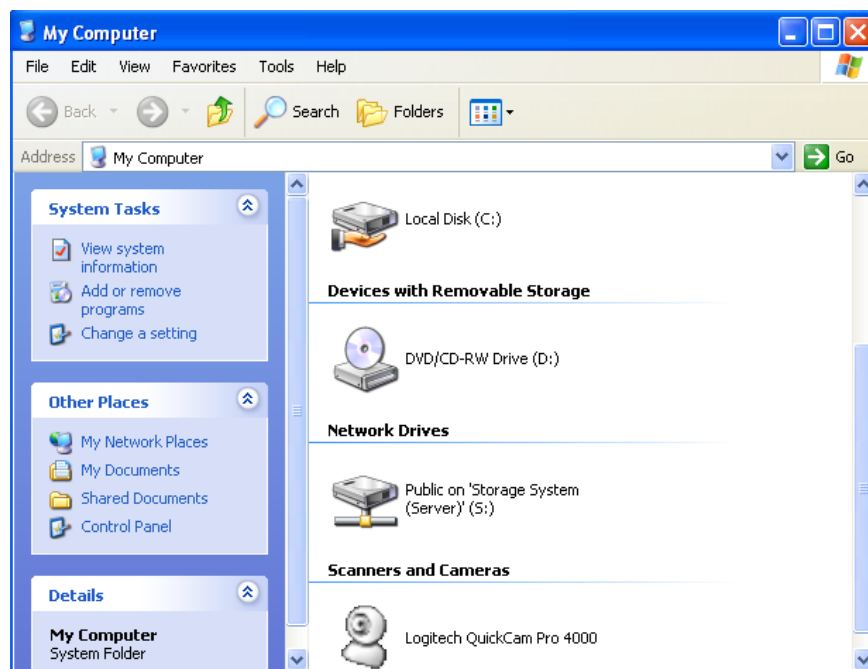 My Computer
File Edit View Favorites Tools Help
Back Search Folders
Address My Computer Go
System Tasks
View system
information
Add or remove
programs
Change a setting
Other Places
My Network Places
My Documents
Shared Documents
Control Panel
Details
My Computer
System Folder
Local Disk (C:)
Devices with Removable Storage
DVD/CD-RW Drive (D:)
Network Drives
Public on 'Storage System
(Server)' (S:)
Scanners and Cameras
Logitech QuickCam Pro 4000